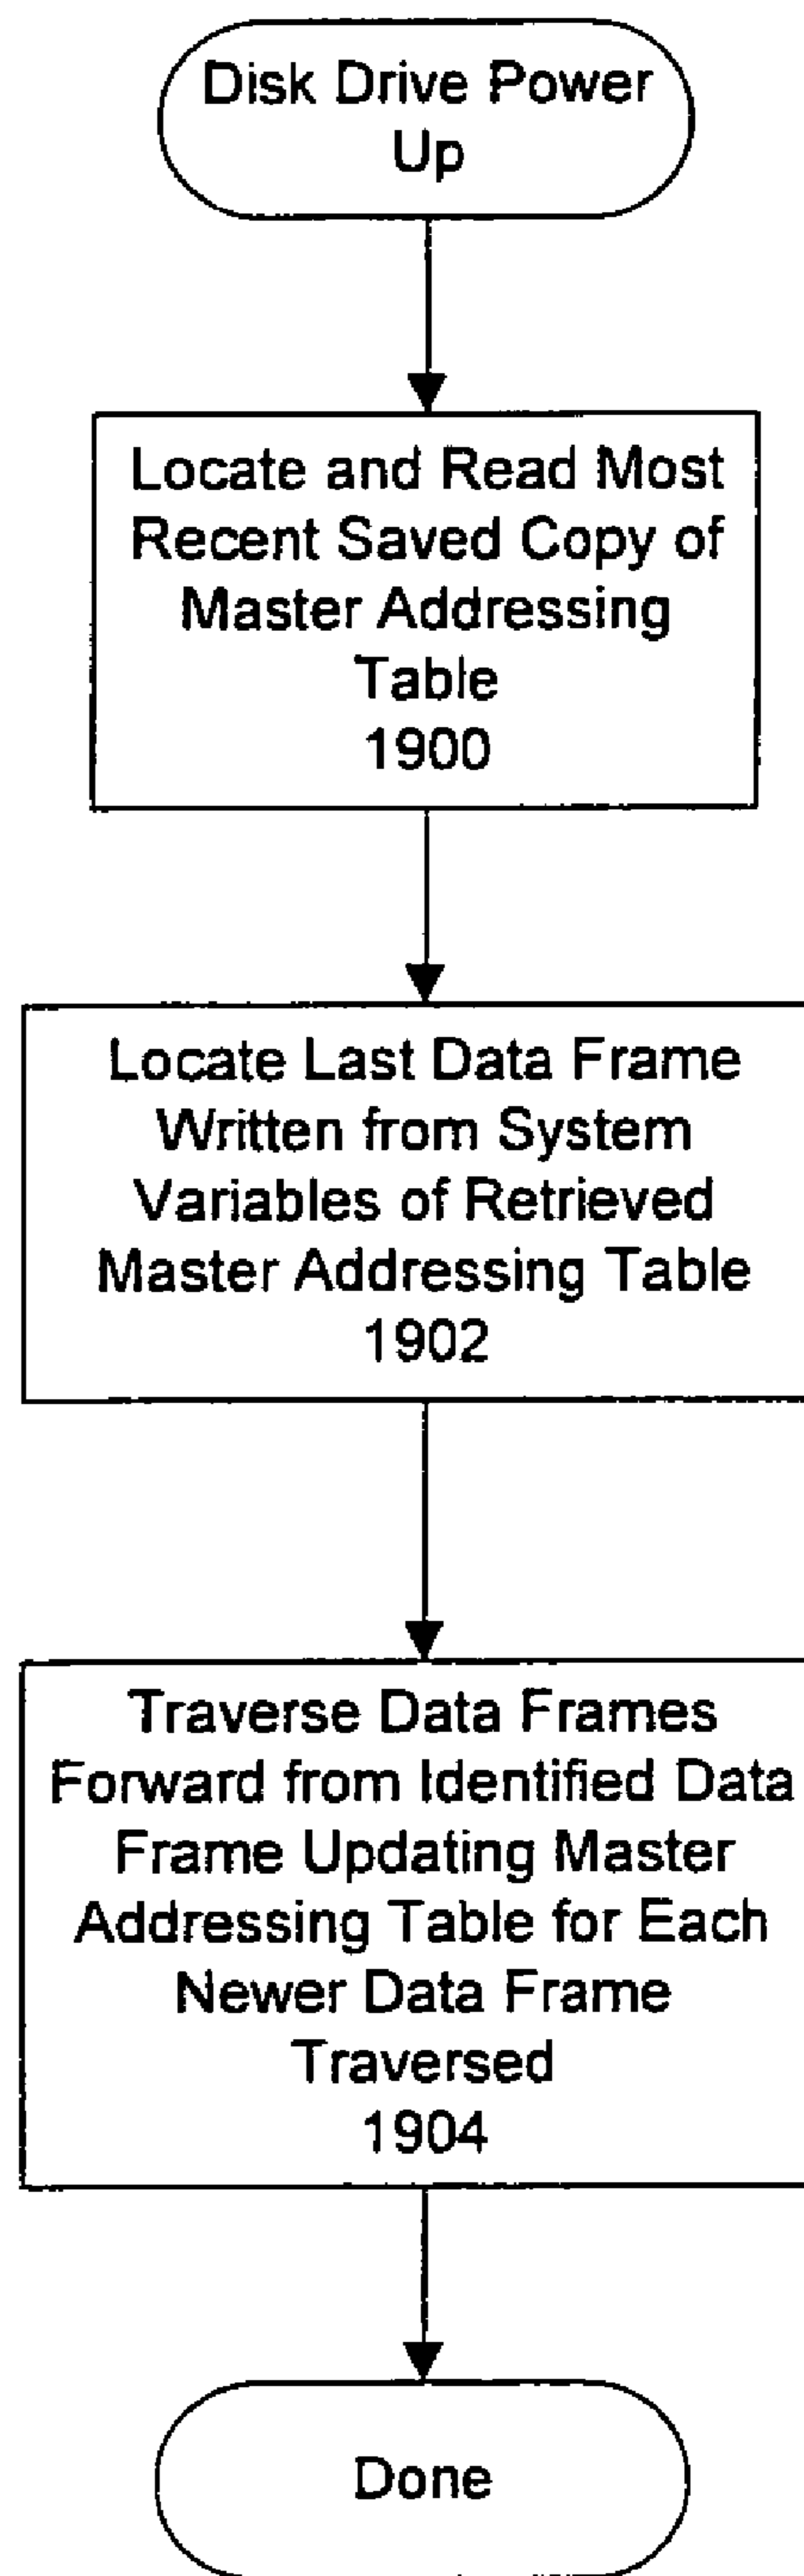 Disk Drive Power
Up
Locate and Read Most
Recent Saved Copy of
Master Addressing
Table
1900
Locate Last Data Frame
Written from System
Variables of Retrieved
Master Addressing Table
1902
Traverse Data Frames
Forward from Identified Data
Frame Updating Master
Addressing Table for Each
Newer Data Frame
Traversed
1904
Done